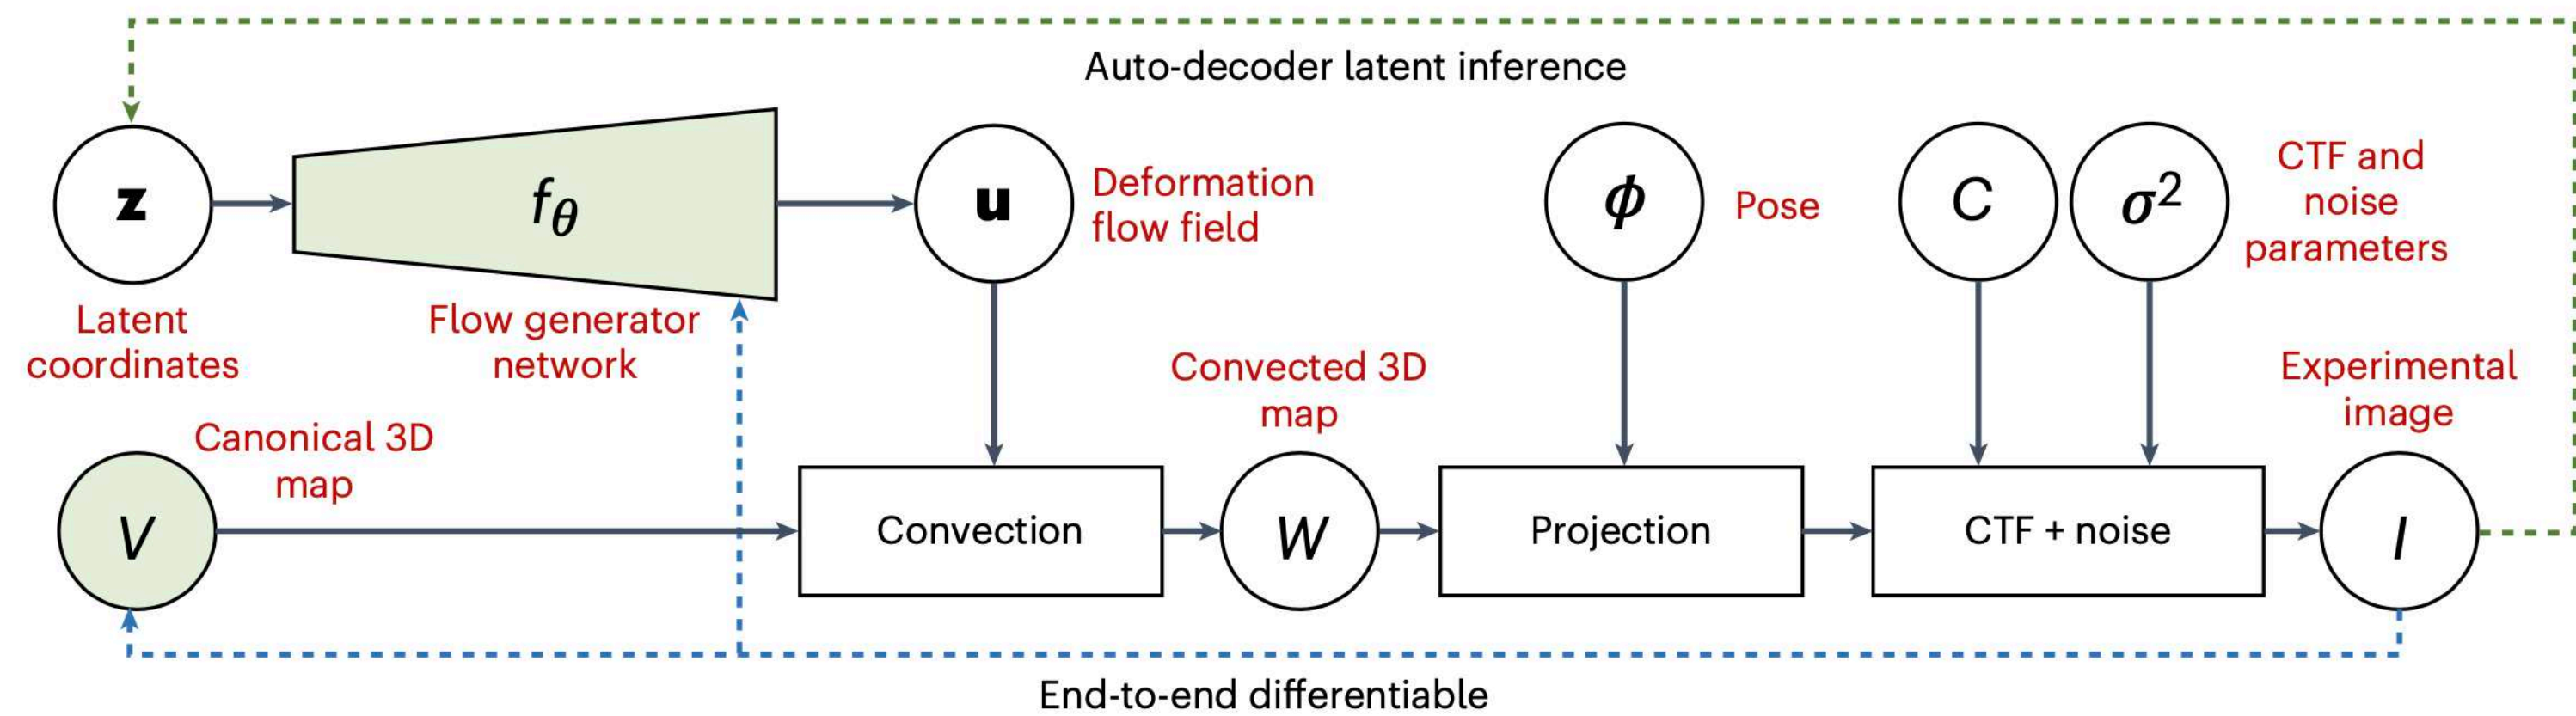 Auto-decoder latent inference
z
fθ
u
Deformation
flow field
ϕ
Pose
C
σ2
CTF and
noise
parameters
Latent
coordinates
Flow generator
network
Canonical 3D
map
Convected 3D
map
Experimental
image
V
Convection
W
Projection
CTF + noise
I
End-to-end differentiable